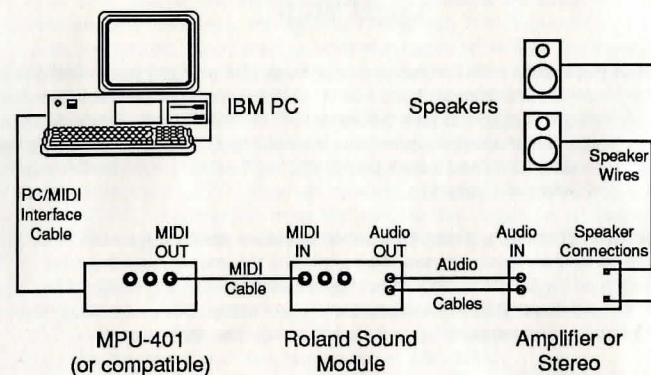 IBM PC
Speakers
Speaker
Wires
PC/MIDI
Interface
Cable
MIDI
OUT
MIDI
Cable
MIDI
IN
Audio
OUT
Audio
Cables
Audio
IN
Speaker
Connections
MPU-401
(or compatible)
Roland Sound
Module
Amplifier or
Stereo